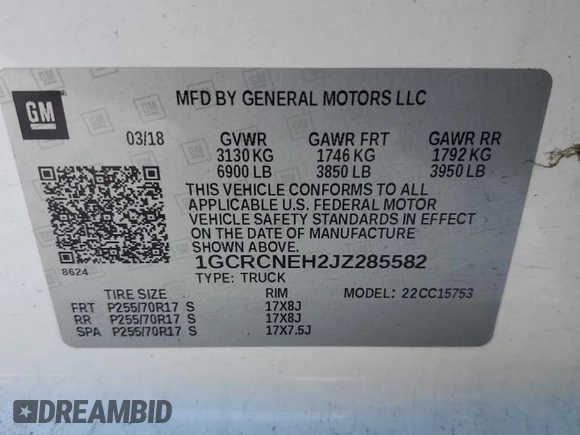 GM
MFD BY GENERAL MOTORS LLC
03/18 GVWR GAWR FRT GAWR RR
3130 KG 1746 KG 1792 KG
6900 LB 3850 LB 3950 LB
THIS VEHICLE CONFORMS TO ALL
APPLICABLE U.S. FEDERAL MOTOR
VEHICLE SAFETY STANDARDS IN EFFECT
ON THE DATE OF MANUFACTURE
SHOWN ABOVE.
8624
1GCRCNEH2JZ285582
TYPE: TRUCK
TIRE SIZE RIM MODEL: 22CC15753
FRT P255/70R17 S 17X8J
RR P255/70R17 S 17X8J
SPA P255/70R17 S 17X7.5J
DREAMBID